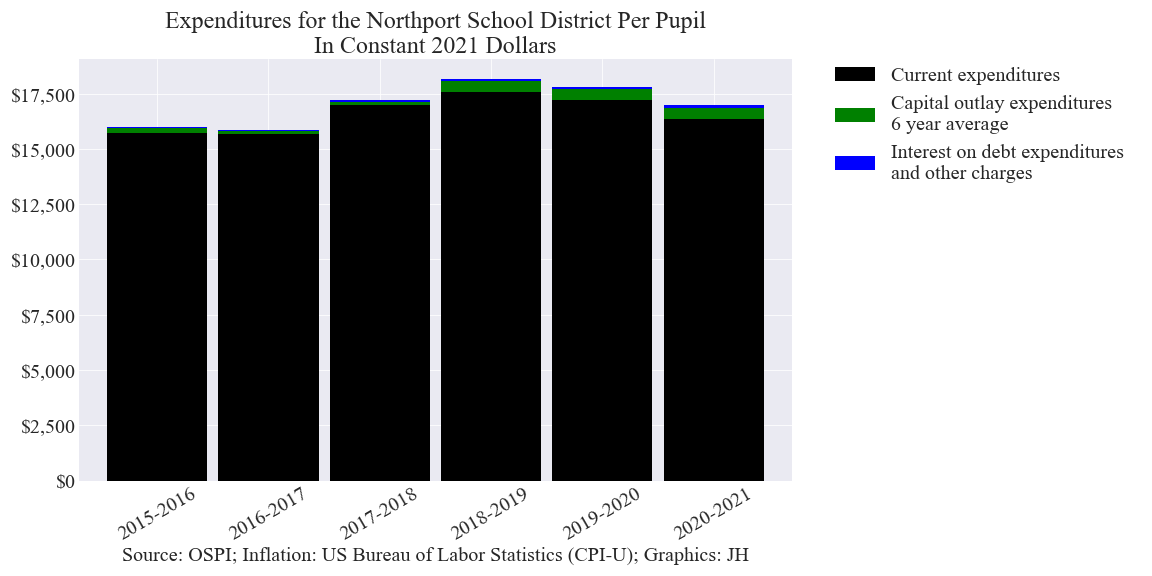 Expenditures for the Northport School District Per Pupil
In Constant 2021 Dollars
Current expenditures
Capital outlay expenditures
6 year average
Interest on debt expenditures
and other charges
$17,500
$15,000
$12,500
$10,000
$7,500
$5,000
$2,500
$0
2015-2016
2016-2017
2017-2018
2018-2019
2019-2020
2020-2021
Source: OSPI; Inflation: US Bureau of Labor Statistics (CPI-U); Graphics: JH